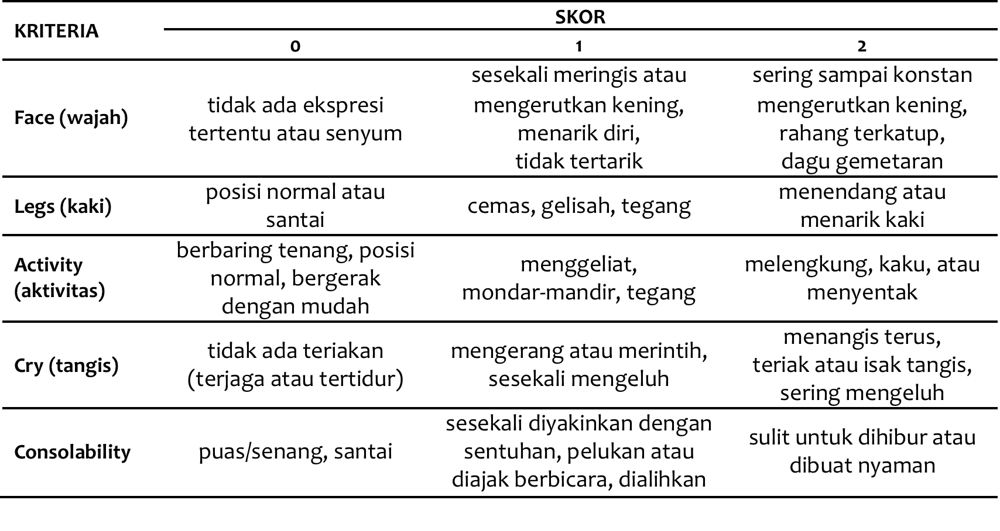 KRITERIA
SKOR
0
1
2
Face (wajah)
tidak ada ekspresi
tertentu atau senyum
sesekali meringis atau
mengerutkan kening,
menarik diri,
tidak tertarik
sering sampai konstan
mengerutkan kening,
rahang terkatup,
dagu gemetaran
Legs (kaki)
posisi normal atau
santai
cemas, gelisah, tegang
menendang atau
menarik kaki
Activity
(aktivitas)
berbaring tenang, posisi
normal, bergerak
dengan mudah
menggeliat,
mondar-mandir, tegang
melengkung, kaku, atau
menyentak
Cry (tangis)
tidak ada teriakan
(terjaga atau tertidur)
mengerang atau merintih,
sesekali mengeluh
menangis terus,
teriak atau isak tangis,
sering mengeluh
Consolability
puas/senang, santai
sesekali diyakinkan dengan
sentuhan, pelukan atau
diajak berbicara, dialihkan
sulit untuk dihibur atau
dibuat nyaman